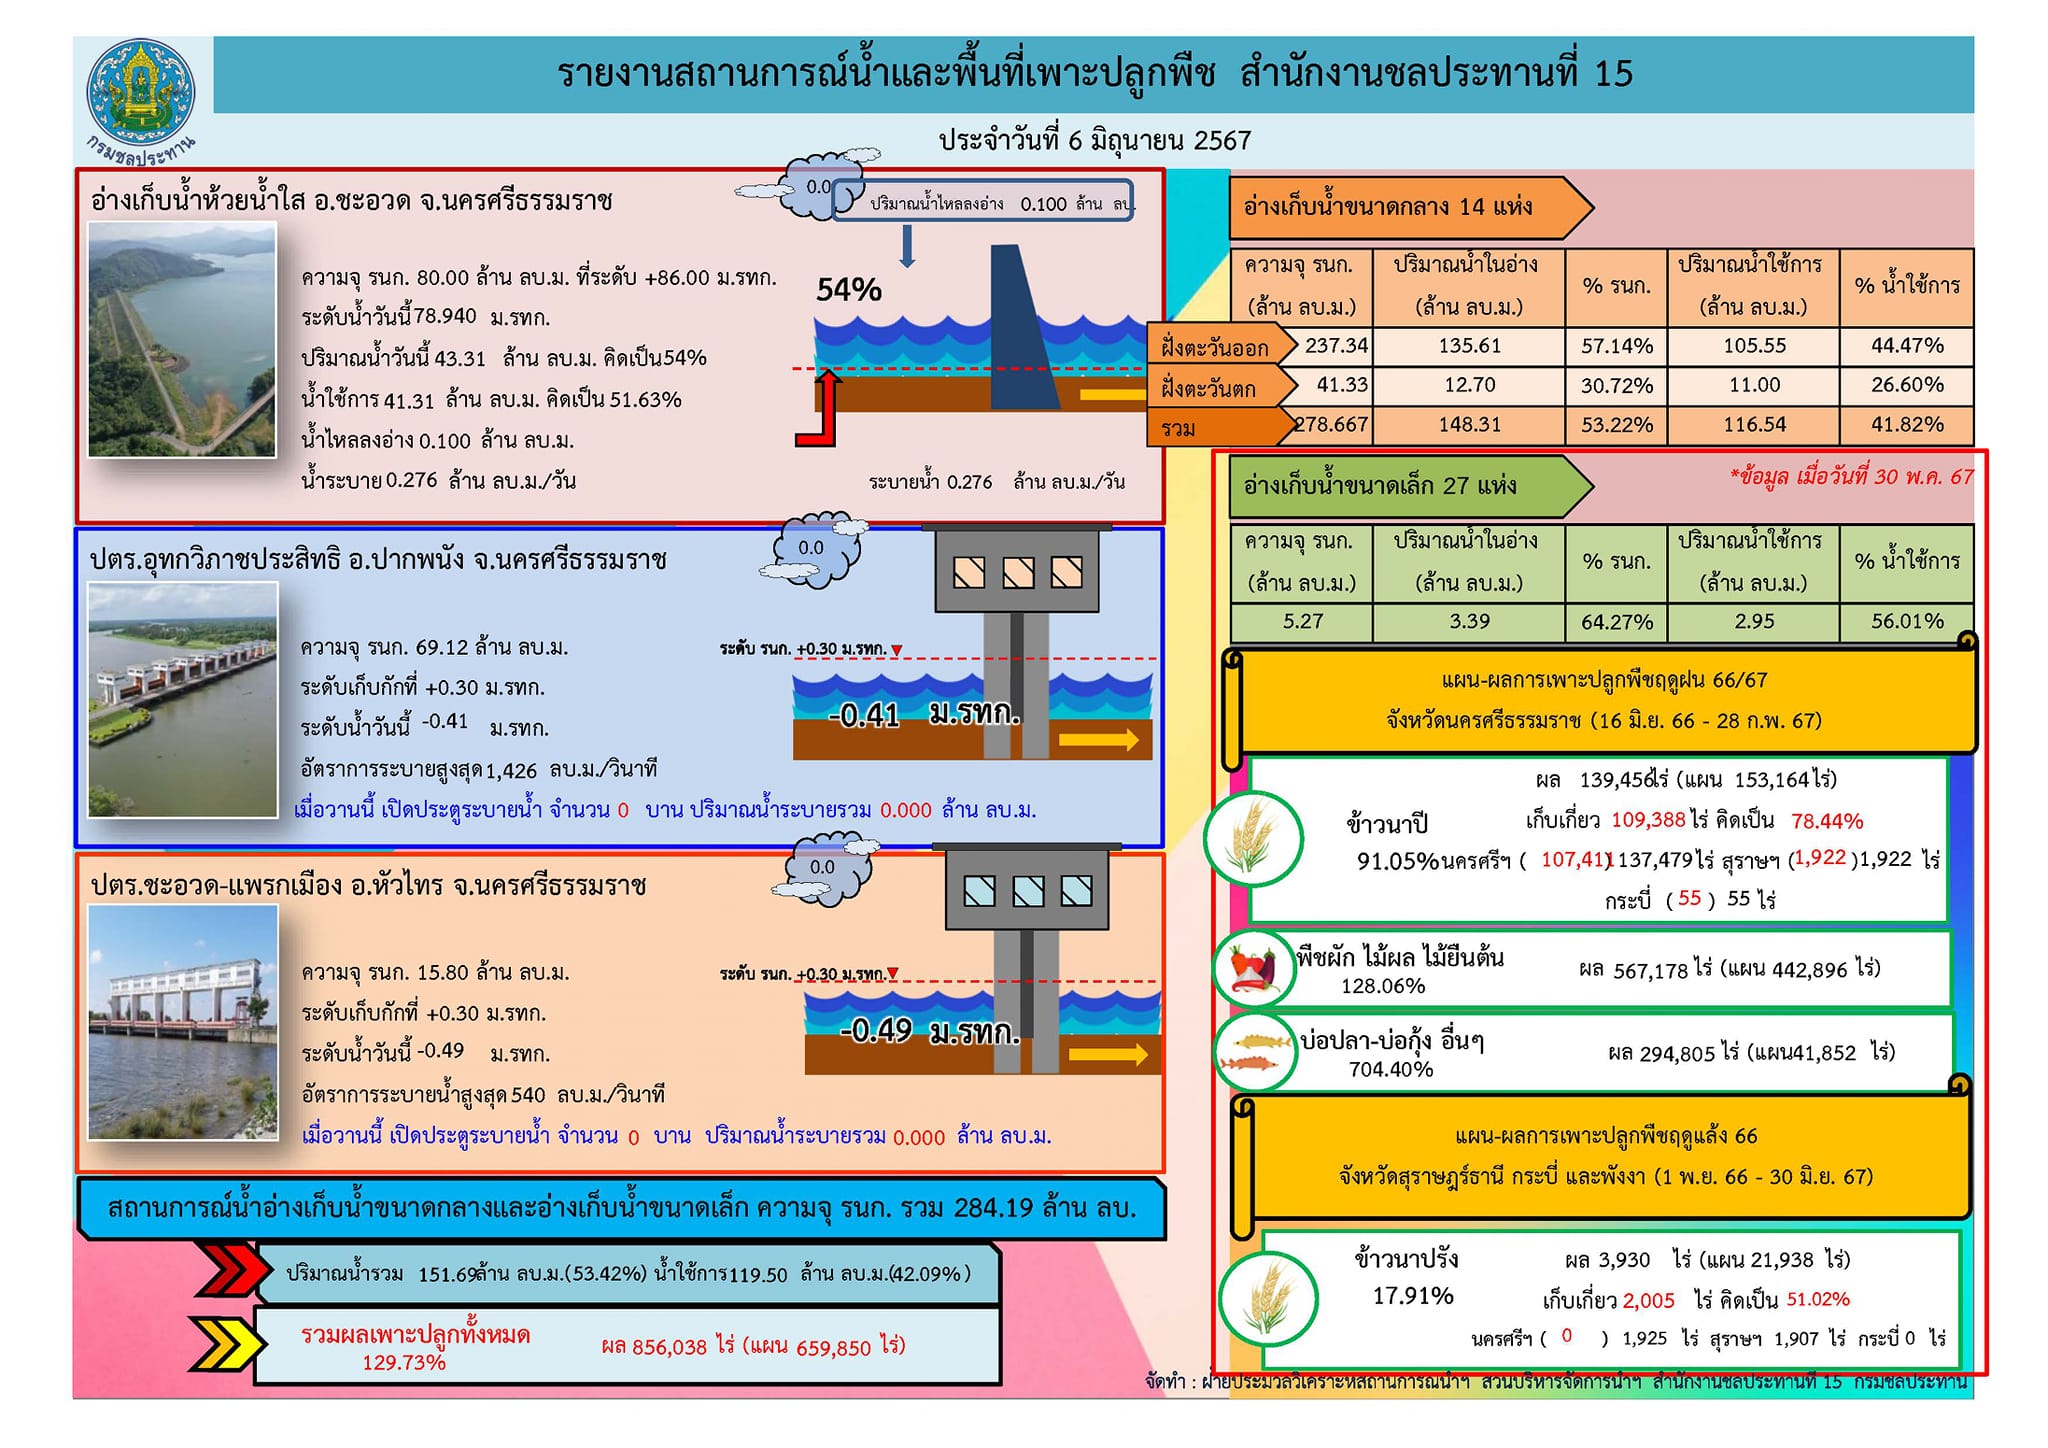 รายงานสถานการณ์น้ำและพื้นที่เพาะปลูกพืช สำนักงานชลประทานที่ 15
กรมชลประทาน
ประจำวันที่ 6 มิถุนายน 2567
อ่างเก็บน้ำห้วยน้ำใส อ.ชะอวด จ.นครศรีธรรมราช
0.0
ปริมาณน้ำไหลลงอ่าง 0.100 ล้าน ลบ.
ความจุ รนก. 80.00 ล้าน ลบ.ม. ที่ระดับ +86.00 ม.รทก.
54%
ระดับน้ำวันนี้ 78.940 ม.รทก.
ปริมาณน้ำวันนี้ 43.31 ล้าน ลบ.ม. คิดเป็น 54%
น้ำใช้การ 41.31 ล้าน ลบ.ม. คิดเป็น 51.63%
น้ำไหลลงอ่าง 0.100 ล้าน ลบ.ม.
น้ำระบาย 0.276 ล้าน ลบ.ม./วัน
ระบายน้ำ 0.276 ล้าน ลบ.ม./วัน
ปตร.อุทกวิภาชประสิทธิ อ.ปากพนัง จ.นครศรีธรรมราช
0.0
ความจุ รนก. 69.12 ล้าน ลบ.ม.
ระดับ รนก. +0.30 ม.รทก.
ระดับเก็บกักที่ +0.30 ม.รทก.
ระดับน้ำวันนี้ -0.41 ม.รทก.
-0.41 ม.รทก.
อัตราการระบายสูงสุด 1,426 ลบ.ม./วินาที
เมื่อวานนี้ เปิดประตูระบายน้ำ จำนวน 0 บาน ปริมาณน้ำระบายรวม 0.000 ล้าน ลบ.ม.
ปตร.ชะอวด-แพรกเมือง อ.หัวไทร จ.นครศรีธรรมราช
0.0
ความจุ รนก. 15.80 ล้าน ลบ.ม.
ระดับ รนก. +0.30 ม.รทก.
ระดับเก็บกักที่ +0.30 ม.รทก.
ระดับน้ำวันนี้ -0.49 ม.รทก.
-0.49 ม.รทก.
อัตราการระบายน้ำสูงสุด 540 ลบ.ม./วินาที
เมื่อวานนี้ เปิดประตูระบายน้ำ จำนวน 0 บาน ปริมาณน้ำระบายรวม 0.000 ล้าน ลบ.ม.
สถานการณ์น้ำอ่างเก็บน้ำขนาดกลางและอ่างเก็บน้ำขนาดเล็ก ความจุ รนก. รวม 284.19 ล้าน ลบ.
ปริมาณน้ำรวม 151.69ล้าน ลบ.ม.(53.42%) น้ำใช้การ 119.50 ล้าน ลบ.ม.(42.09%)
รวมผลเพาะปลูกทั้งหมด
129.73%
ผล 856,038 ไร่ (แผน 659,850 ไร่)
อ่างเก็บน้ำขนาดกลาง 14 แห่ง
ความจุ รนก. (ล้าน ลบ.ม.) ปริมาณน้ำในอ่าง (ล้าน ลบ.ม.) % รนก. ปริมาณน้ำใช้การ (ล้าน ลบ.ม.) % น้ำใช้การ
ฝั่งตะวันออก 237.34 135.61 57.14% 105.55 44.47%
ฝั่งตะวันตก 41.33 12.70 30.72% 11.00 26.60%
รวม 278.667 148.31 53.22% 116.54 41.82%
อ่างเก็บน้ำขนาดเล็ก 27 แห่ง
*ข้อมูล เมื่อวันที่ 30 พ.ค. 67
ความจุ รนก. (ล้าน ลบ.ม.) ปริมาณน้ำในอ่าง (ล้าน ลบ.ม.) % รนก. ปริมาณน้ำใช้การ (ล้าน ลบ.ม.) % น้ำใช้การ
5.27 3.39 64.27% 2.95 56.01%
แผน-ผลการเพาะปลูกพืชฤดูฝน 66/67
จังหวัดนครศรีธรรมราช (16 มิ.ย. 66 - 28 ก.พ. 67)
ผล 139,456ไร่ (แผน 153,164 ไร่)
ข้าวนาปี
เก็บเกี่ยว 109,388 ไร่ คิดเป็น 78.44%
91.05% นครศรีฯ ( 107,411) 137,479 ไร่ สุราษฯ (1,922 )1,922 ไร่
กระบี่ ( 55 ) 55 ไร่
พืชผัก ไม้ผล ไม้ยืนต้น
128.06%
ผล 567,178 ไร่ (แผน 442,896 ไร่)
บ่อปลา-บ่อกุ้ง อื่นๆ
704.40%
ผล 294,805 ไร่ (แผน41,852 ไร่)
แผน-ผลการเพาะปลูกพืชฤดูแล้ง 66
จังหวัดสุราษฎร์ธานี กระบี่ และพังงา (1 พ.ย. 66 - 30 มิ.ย. 67)
ข้าวนาปรัง
17.91%
ผล 3,930 ไร่ (แผน 21,938 ไร่)
เก็บเกี่ยว 2,005 ไร่ คิดเป็น 51.02%
นครศรีฯ ( 0 ) 1,925 ไร่ สุราษฯ 1,907 ไร่ กระบี่ 0 ไร่
จัดทำ : ฝ่ายประมวลวิเคราะห์สถานการณ์น้ำฯ ส่วนบริหารจัดการน้ำฯ สำนักงานชลประทานที่ 15 กรมชลประทาน